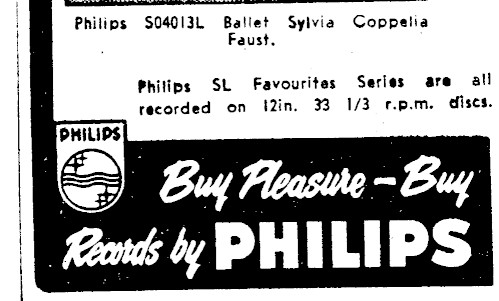 Philips S04013L Ballet Sylvia Coppelia
Faust.
Philips SL Favourites Series are all
recorded on 12in. 33 1/3 r.p.m. discs.
PHILIPS
Buy Pleasure – Buy
Records by PHILIPS